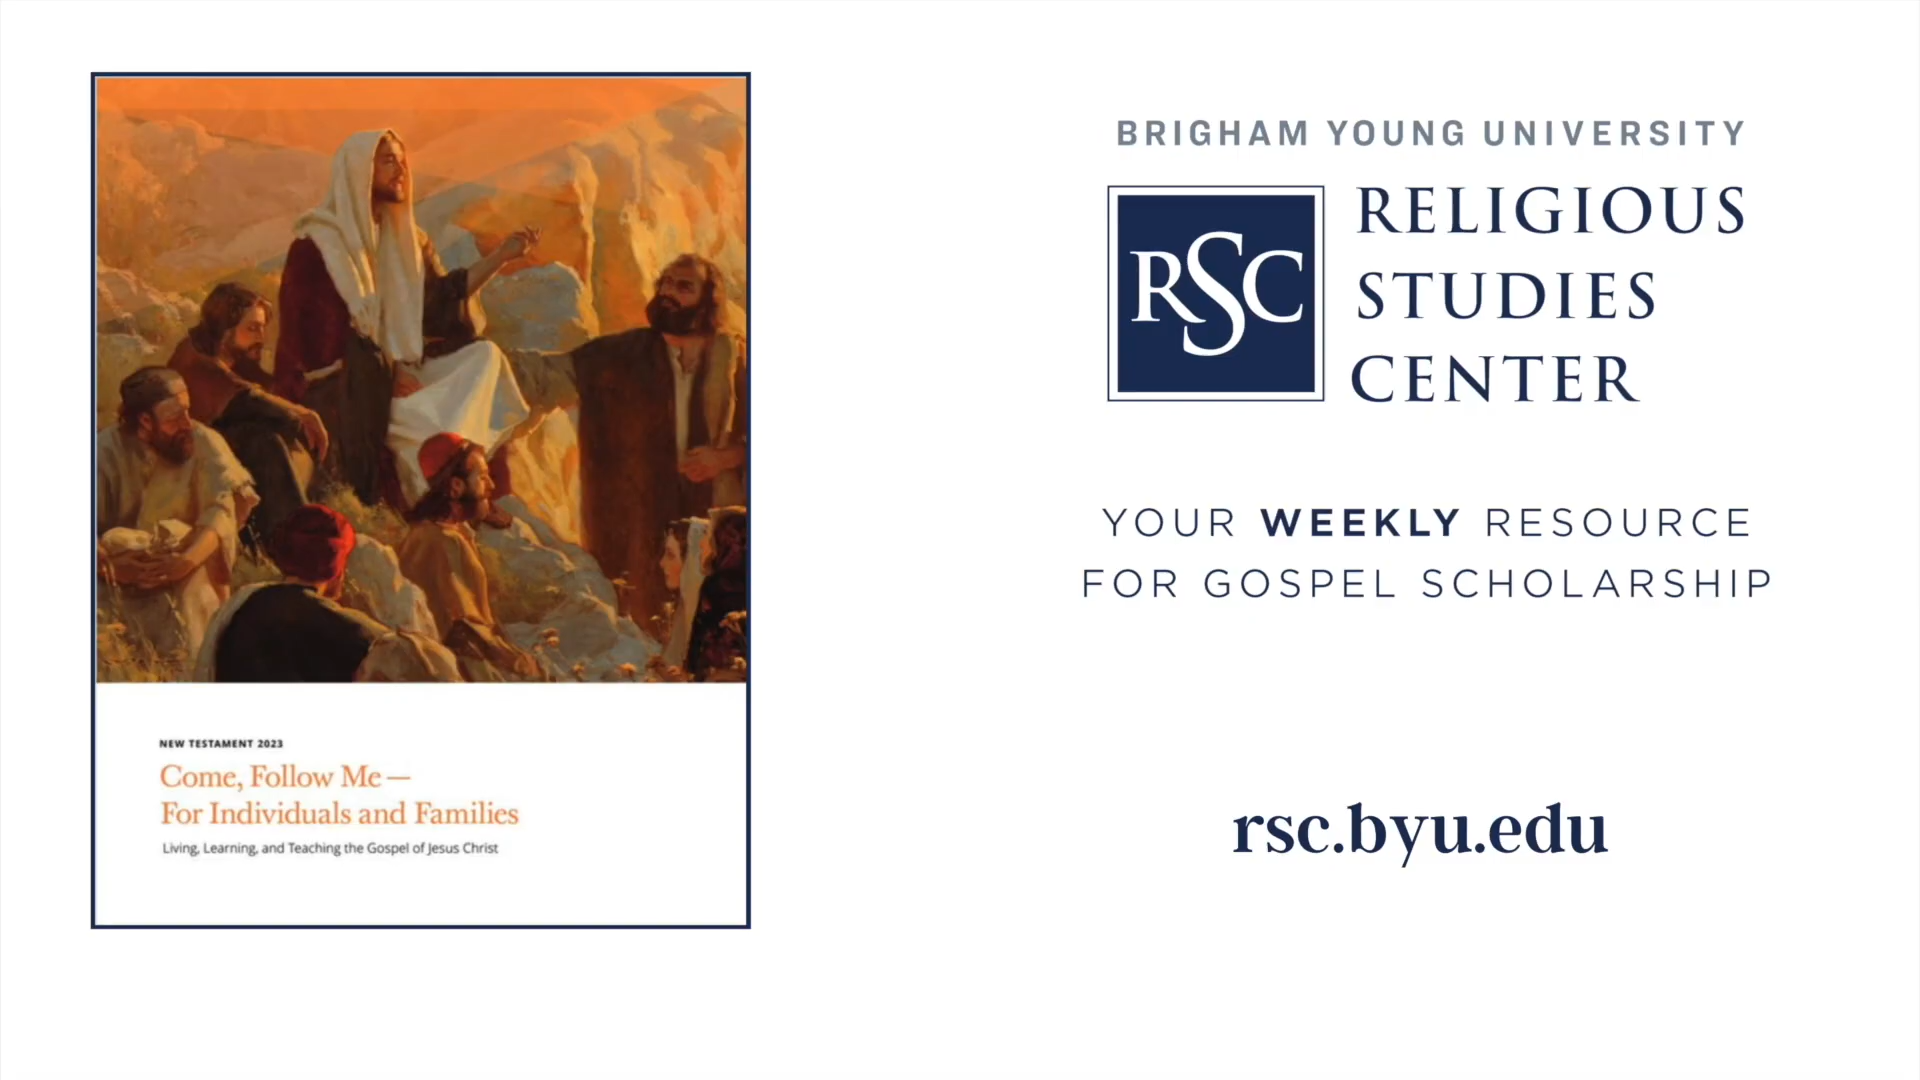 NEW TESTAMENT 2023
Come, Follow Me —
For Individuals and Families
Living, Learning, and Teaching the Gospel of Jesus Christ
BRIGHAM YOUNG UNIVERSITY
RSC
RELIGIOUS
STUDIES
CENTER
YOUR WEEKLY RESOURCE
FOR GOSPEL SCHOLARSHIP
rsc.byu.edu